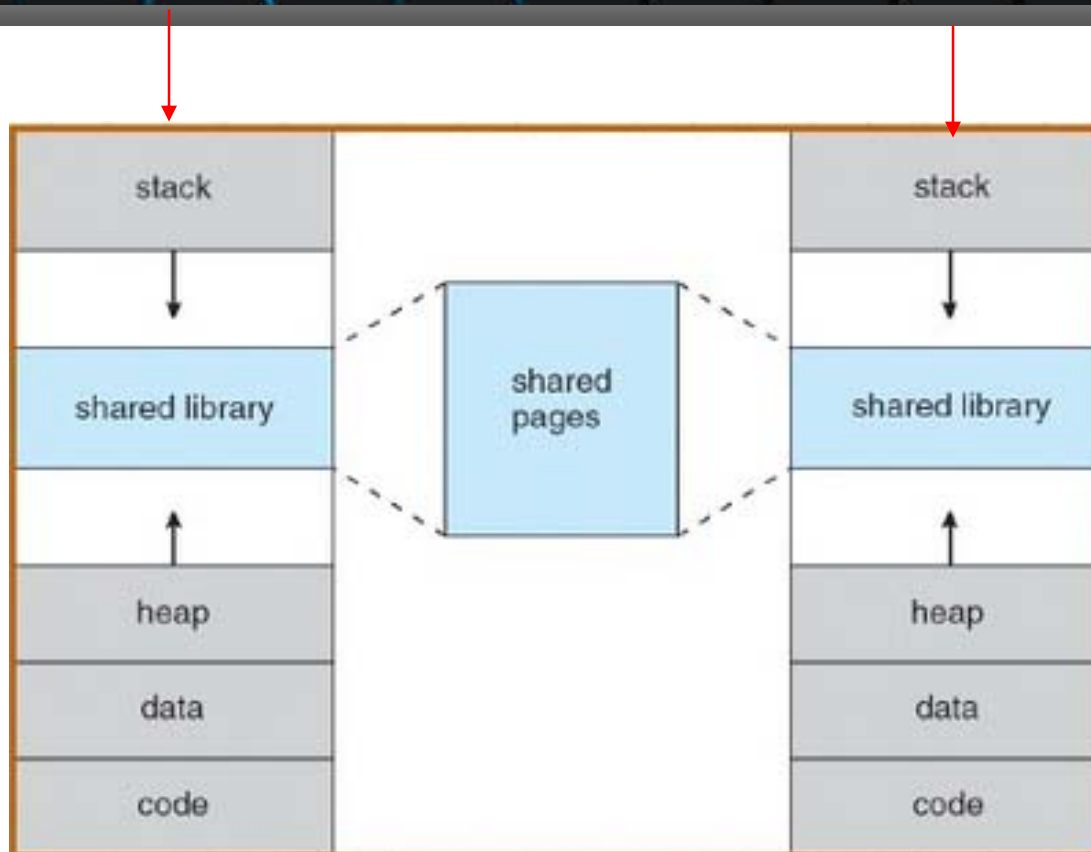 stack
stack
shared library
shared
pages
shared library
heap
heap
data
data
code
code